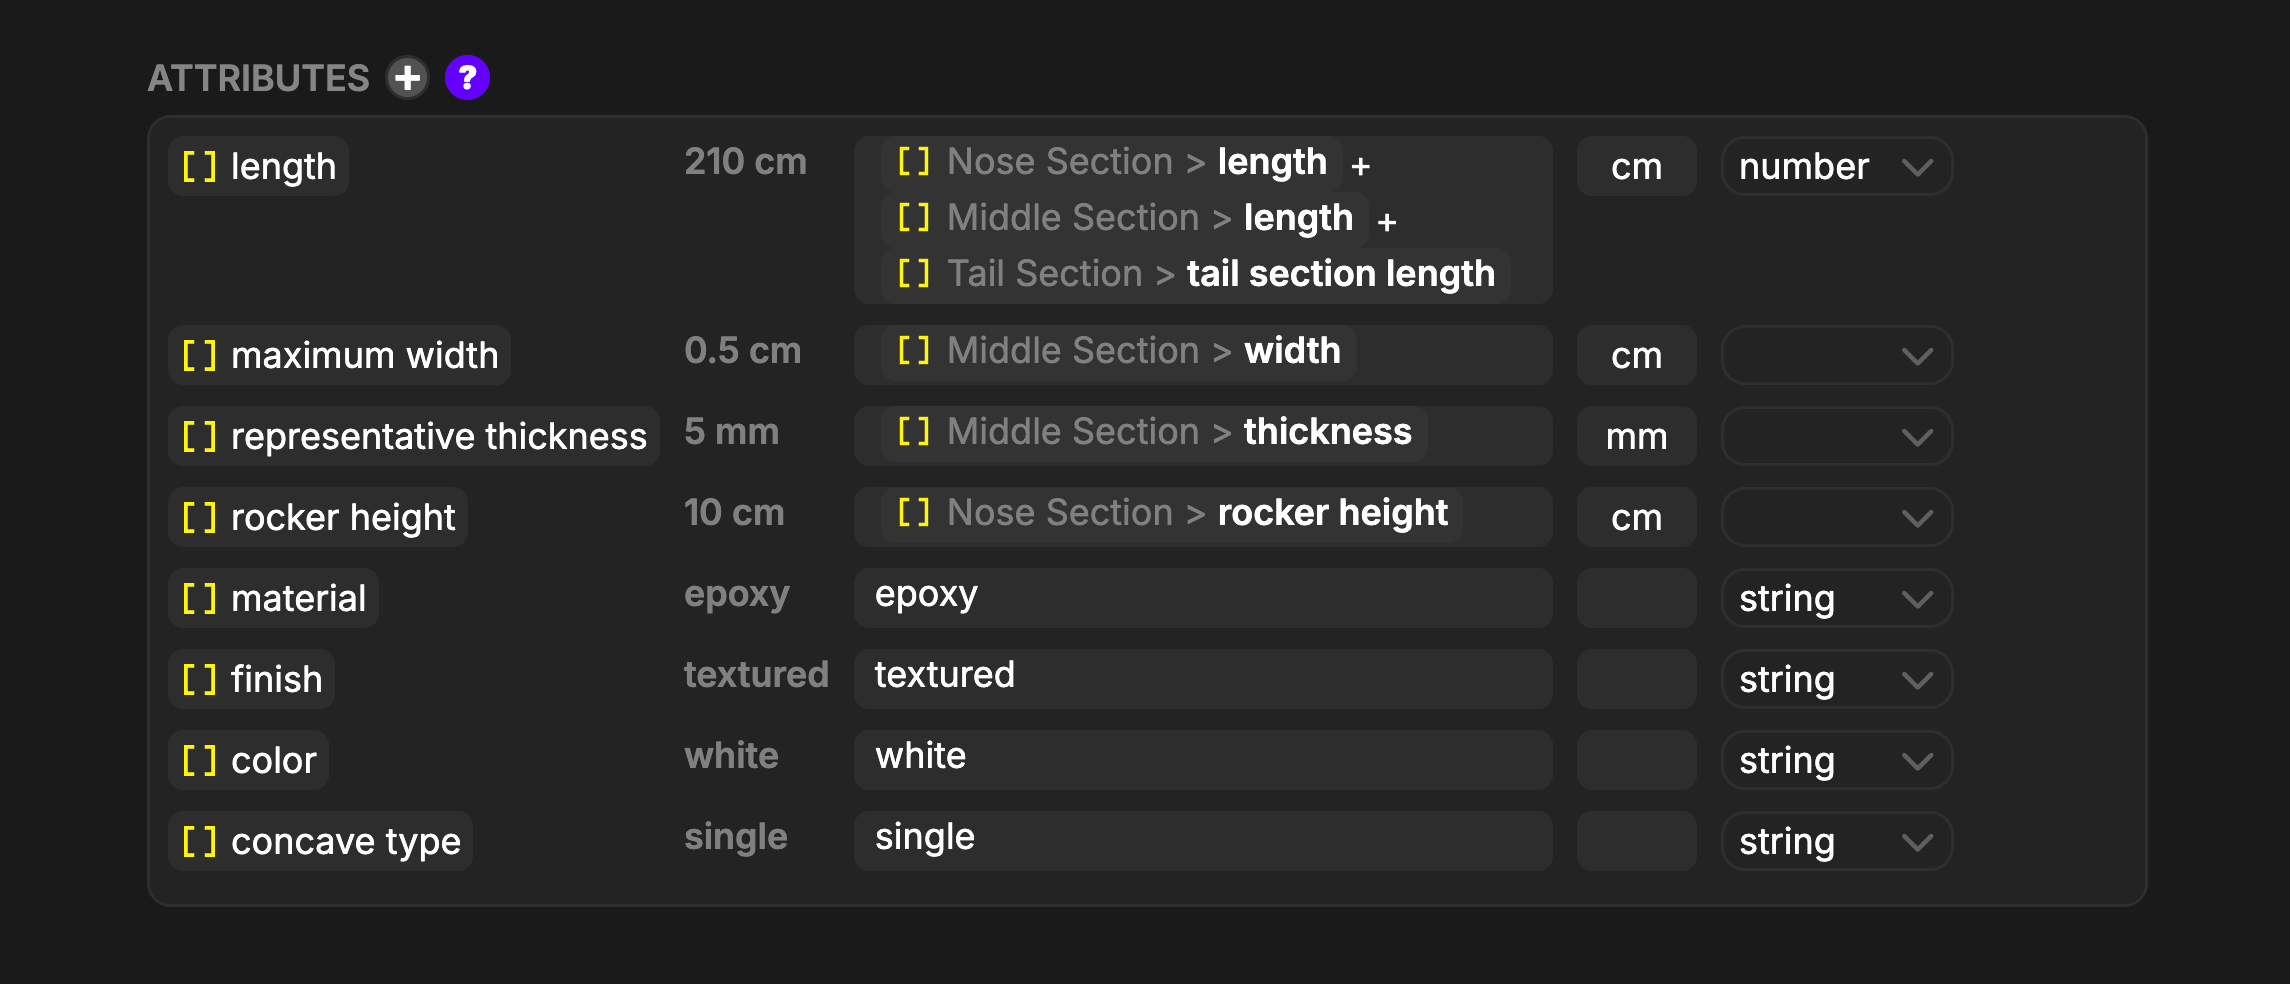 ATTRIBUTES + ?
[] length 210 cm [] Nose Section > length + cm number
[] Middle Section > length +
[] Tail Section > tail section length
[] maximum width 0.5 cm [] Middle Section > width cm
[] representative thickness 5 mm [] Middle Section > thickness mm
[] rocker height 10 cm [] Nose Section > rocker height cm
[] material epoxy epoxy string
[] finish textured textured string
[] color white white string
[] concave type single single string